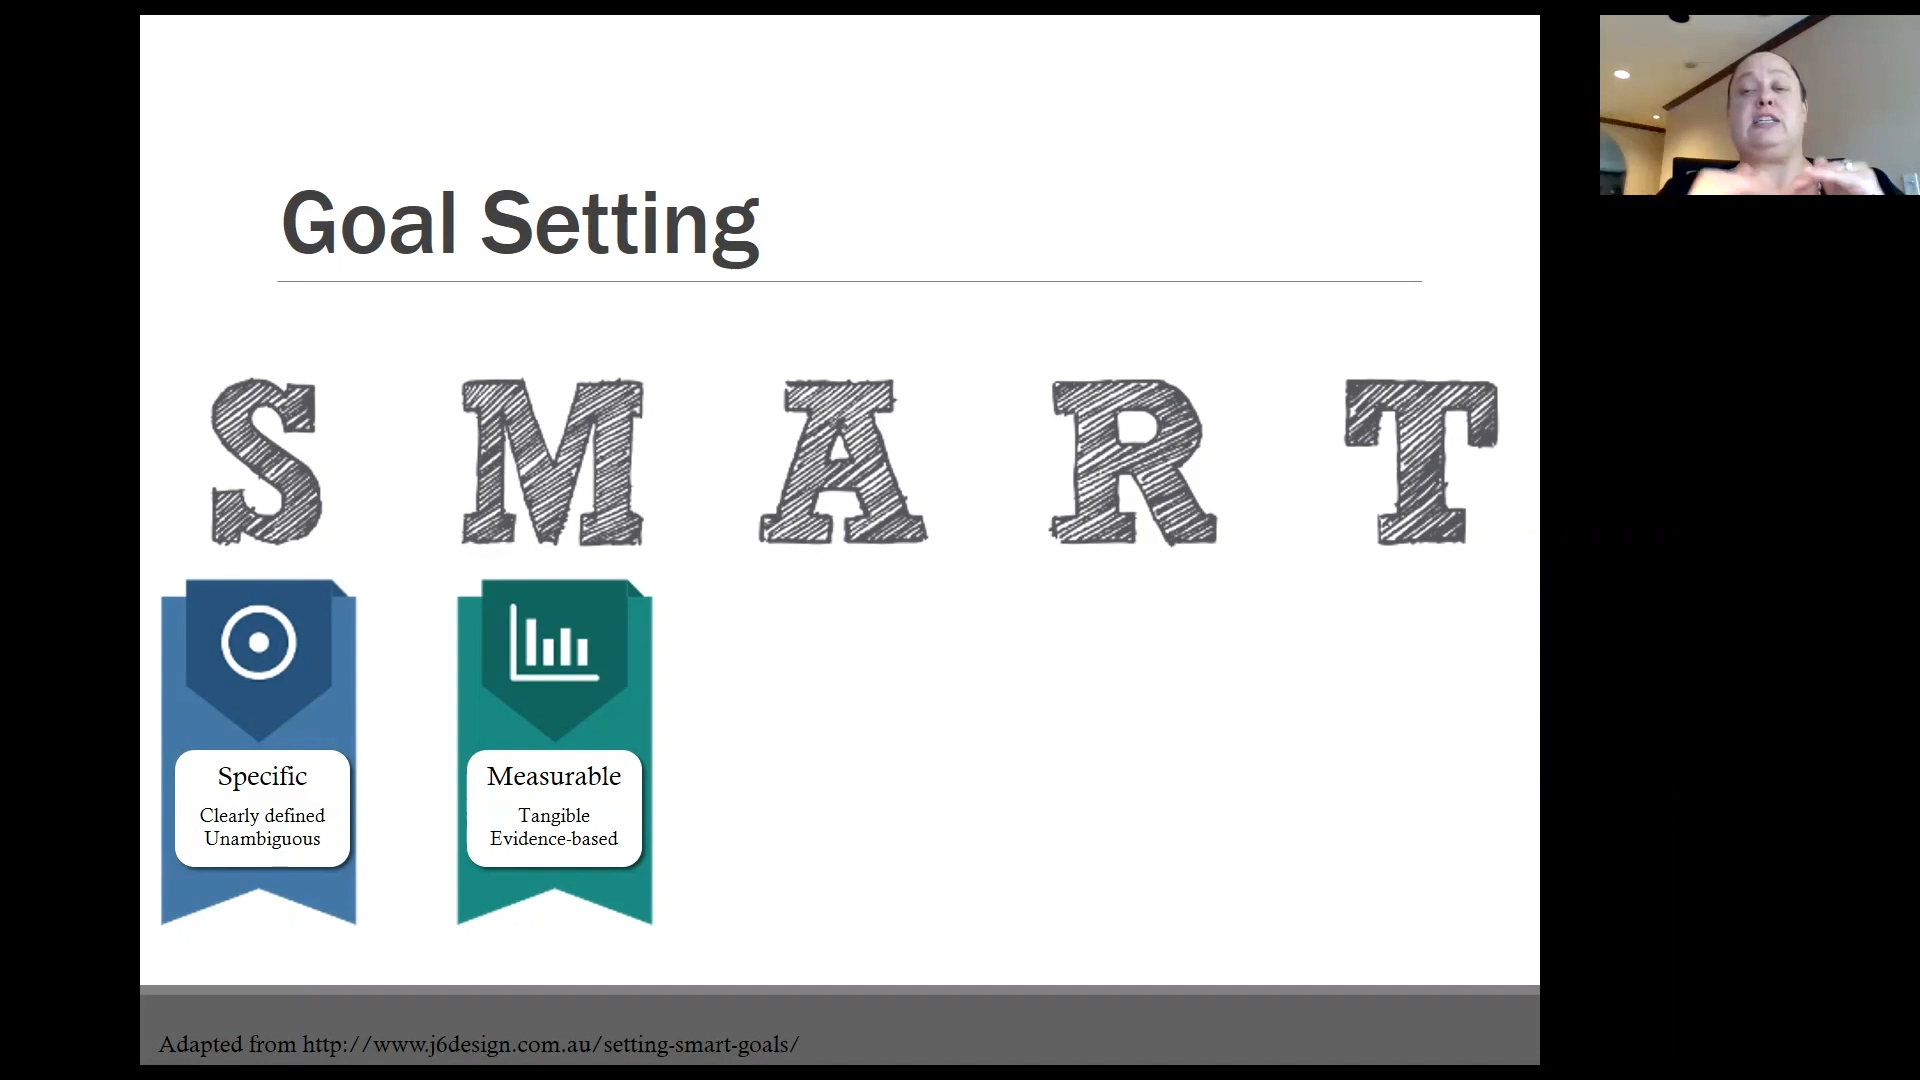 Goal Setting
S M A R T
Specific
Clearly defined
Unambiguous
Measurable
Tangible
Evidence-based
Adapted from http://www.j6design.com.au/setting-smart-goals/